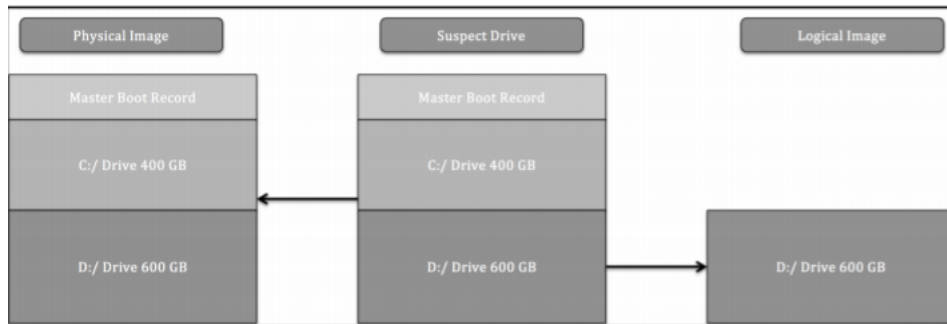 Physical Image
Suspect Drive
Logical Image
Master Boot Record
Master Boot Record
C:/ Drive 400 GB
C:/ Drive 400 GB
D:/ Drive 600 GB
D:/ Drive 600 GB
D:/ Drive 600 GB